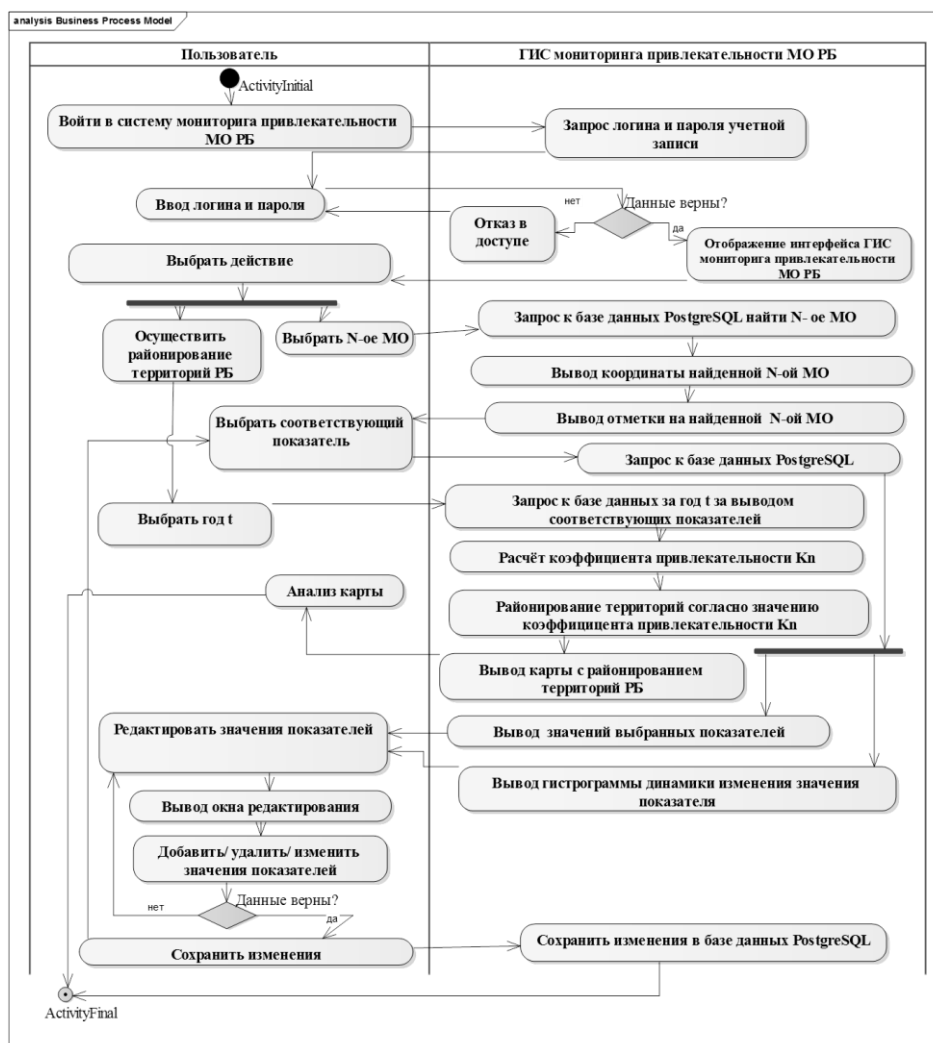 analysis Business Process Model
Пользователь
ГИС мониторинга привлекательности МО РБ
ActivityInitial
Войти в систему мониторига привлекательности
МО РБ
Запрос логина и пароля учетной
записи
Ввод логина и пароля
нет
Данные верны?
Отказ в
доступе
да
Отображение интерфейса ГИС
монитории привлекательности
МО РБ
Выбрать действие
Осуществить
районирование
территорий РБ
Выбрать N-ое МО
Запрос к базе данных PostgreSQL найти N- ое МО
Вывод координаты найденной N-ой МО
Выбрать соответствующий
показатель
Вывод отметки на найденной N-ой МО
Запрос к базе данных PostgreSQL
Выбрать год t
Запрос к базе данных за год t за выводом
соответствующих показателей
Расчёт коэффициента привлекательности Kn
Анализ карты
Районирование территорий согласно значению
коэффицицента привлекательности Kn
Вывод карты с районированием
территорий РБ
Редактировать значения показателей
Вывод значений выбранных показателей
Вывод гистрограммы динамики изменения значения
показателя
Вывод окна редактирования
Добавить/ удалить/ изменить
значения показателей
нет
Данные верны?
да
Сохранить изменения
Сохранить изменения в базе данных PostgreSQL
ActivityFinal